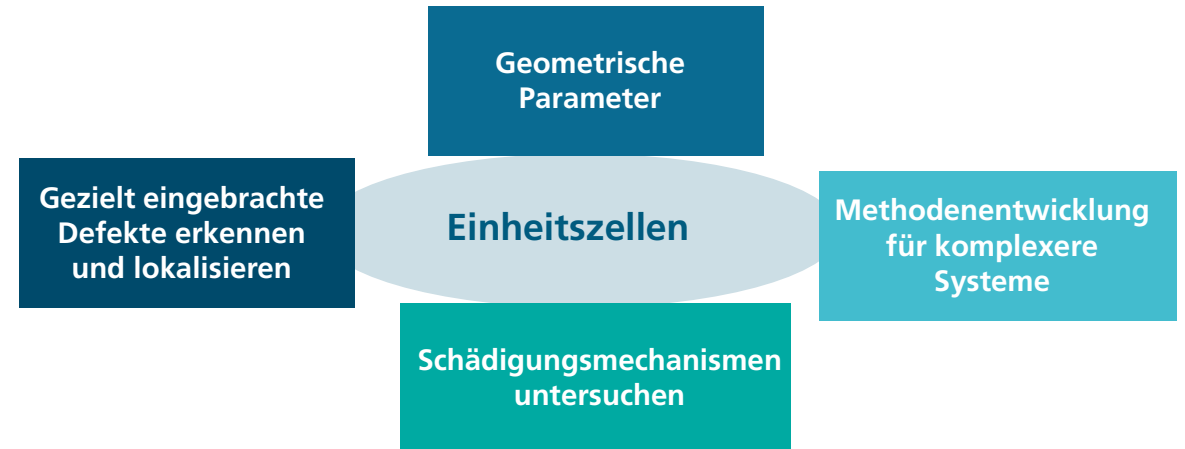 Geometrische
Parameter
Gezielt eingebrachte
Defekte erkennen
und lokalisieren
Einheitszellen
Methodenentwicklung
für komplexere
Systeme
Schädigungsmechanismen
untersuchen